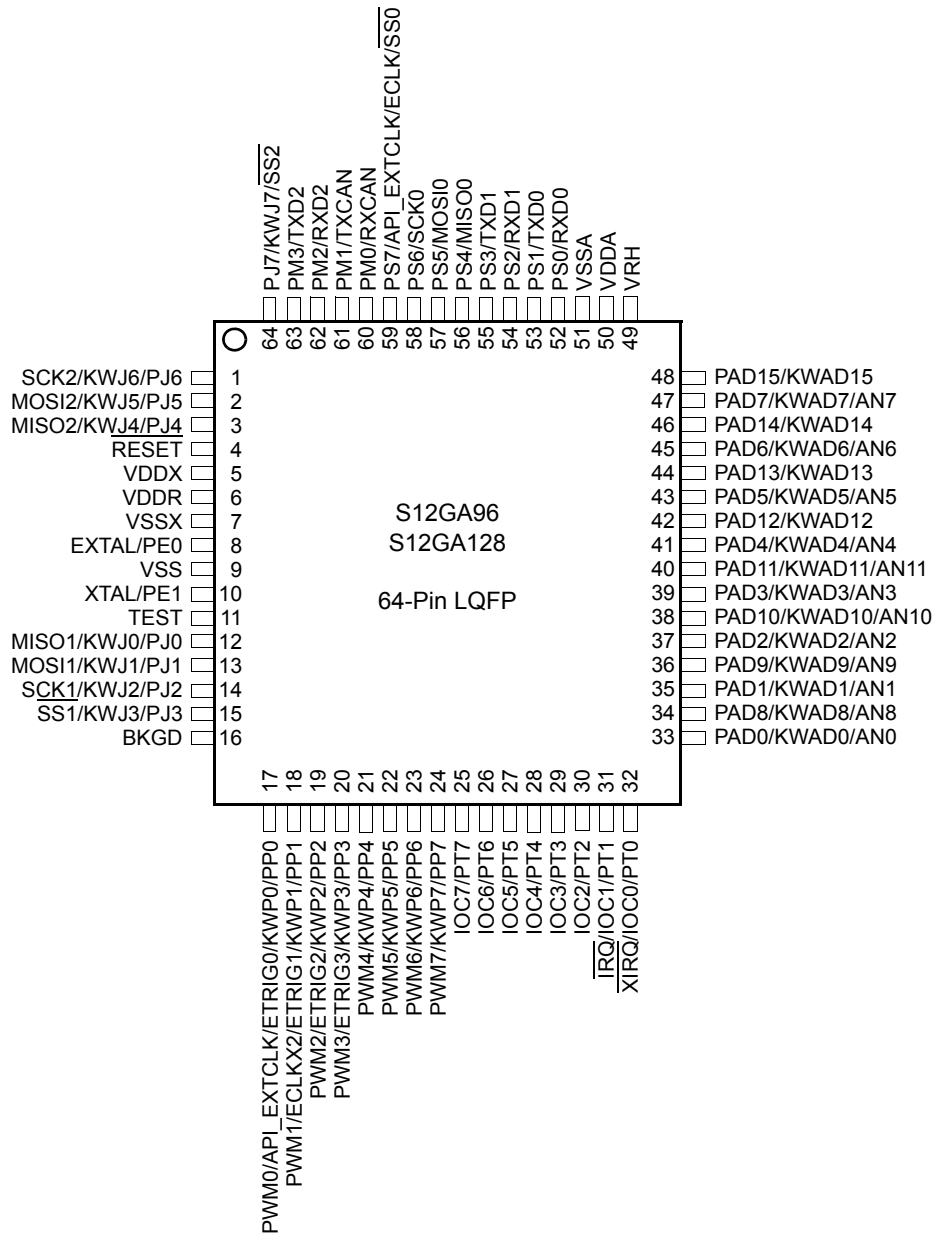 PJ7/KWJ7/SS2
PM3/TXD2
PM2/RXD2
PM1/TXCAN
PM0/RXCAN
PS7/API_EXTCLK/ECLK/SS0
PS6/SCK0
PS5/MOSI0
PS4/MISO0
PS3/TXD1
PS2/RXD1
PS1/TXD0
PS0/RXD0
VSSA
VDDA
VRH
64
63
62
61
60
59
58
57
56
55
54
53
52
51
50
49
SCK2/KWJ6/PJ6 1
MOSI2/KWJ5/PJ5 2
MISO2/KWJ4/PJ4 3
RESET 4
VDDX 5
VDDR 6
VSSX 7
EXTAL/PE0 8
VSS 9
XTAL/PE1 10
TEST 11
MISO1/KWJ0/PJ0 12
MOSI1/KWJ1/PJ1 13
SCK1/KWJ2/PJ2 14
SS1/KWJ3/PJ3 15
BKGD 16
S12GA96
S12GA128
64-Pin LQFP
48 PAD15/KWAD15
47 PAD7/KWAD7/AN7
46 PAD14/KWAD14
45 PAD6/KWAD6/AN6
44 PAD13/KWAD13
43 PAD5/KWAD5/AN5
42 PAD12/KWAD12
41 PAD4/KWAD4/AN4
40 PAD11/KWAD11/AN11
39 PAD3/KWAD3/AN3
38 PAD10/KWAD10/AN10
37 PAD2/KWAD2/AN2
36 PAD9/KWAD9/AN9
35 PAD1/KWAD1/AN1
34 PAD8/KWAD8/AN8
33 PAD0/KWAD0/AN0
17
18
19
20
21
22
23
24
25
26
27
28
29
30
31
32
PWM0/API_EXTCLK/ETRIG0/KWP0/PP0
PWM1/ECLKX2/ETRIG1/KWP1/PP1
PWM2/ETRIG2/KWP2/PP2
PWM3/ETRIG3/KWP3/PP3
PWM4/KWP4/PP4
PWM5/KWP5/PP5
PWM6/KWP6/PP6
PWM7/KWP7/PP7
IOC7/PT7
IOC6/PT6
IOC5/PT5
IOC4/PT4
IOC3/PT3
IOC2/PT2
IRQ/IOC1/PT1
XIRQ/IOC0/PT0